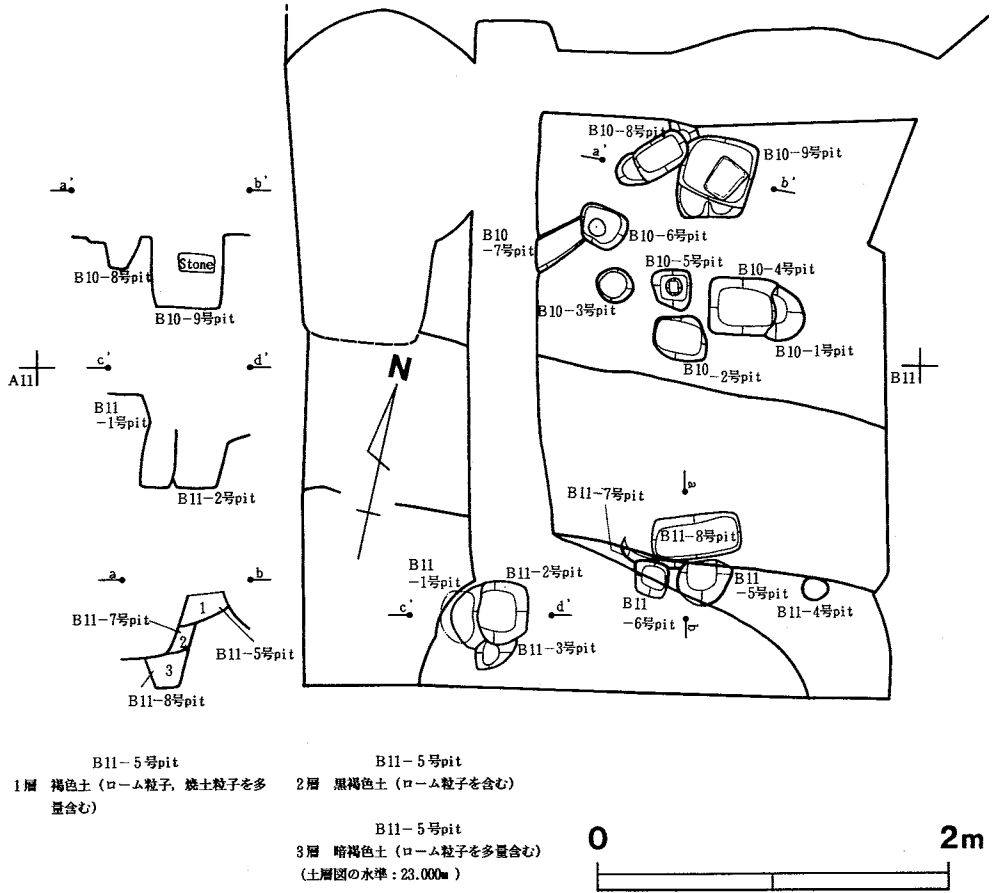 B10-8号pit
a'
B10-9号pit
b'
a'
b'
B10
-7号pit
B10-6号pit
Stone
B10-8号pit
B10-5号pit
B10-4号pit
B10-3号pit
B10-9号pit
B10-1号pit
B10
-2号pit
A11
c'
d'
N
B11
B11
-1号pit
B11-2号pit
B11-7号pit
a
B11-8号pit
a
b
B11
-1号pit
B11-2号pit
B11
-5号pit
B11-4号pit
B11
-6号pit
c'
d'
b
B11-3号pit
1
B11-7号pit
2
B11-5号pit
3
B11-8号pit
B11-5号pit
1層 褐色土(ローム粒子,焼土粒子を多
量含む)
B11-5号pit
2層 黒褐色土(ローム粒子を含む)
B11-5号pit
3層 暗褐色土(ローム粒子を多量含む)
(土層図の水準:23.000m)
0 2m